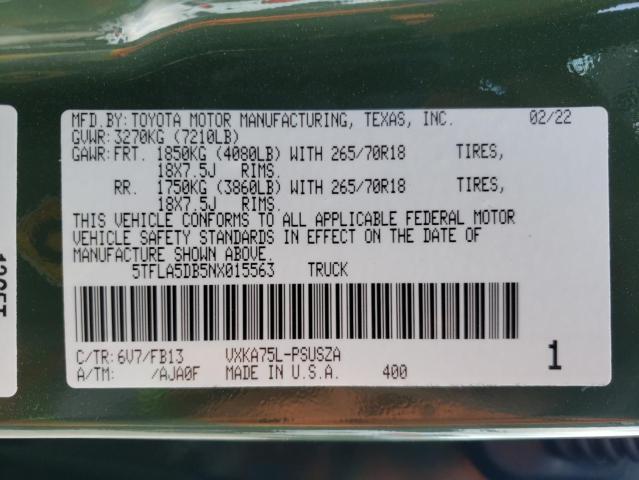 MFD.BY: TOYOTA MOTOR MANUFACTURING, TEXAS, INC. 02/22
GVWR: 3270KG (7210LB)
GAWR: FRT. 1850KG (4080LB) WITH 265/70R18 TIRES,
18X7.5J RIMS.
RR. 1750KG (3860LB) WITH 265/70R18 TIRES,
18X7.5J RIMS.
THIS VEHICLE CONFORMS TO ALL APPLICABLE FEDERAL MOTOR
VEHICLE SAFETY STANDARDS IN EFFECT ON THE DATE OF
MANUFACTURE SHOWN ABOVE.
5TFLA5DB5NX015563 TRUCK
C/TR: 6V7/FB13 VXKA75L-PSUSZA 1
A/TM: /AJA0F MADE IN U.S.A. 400